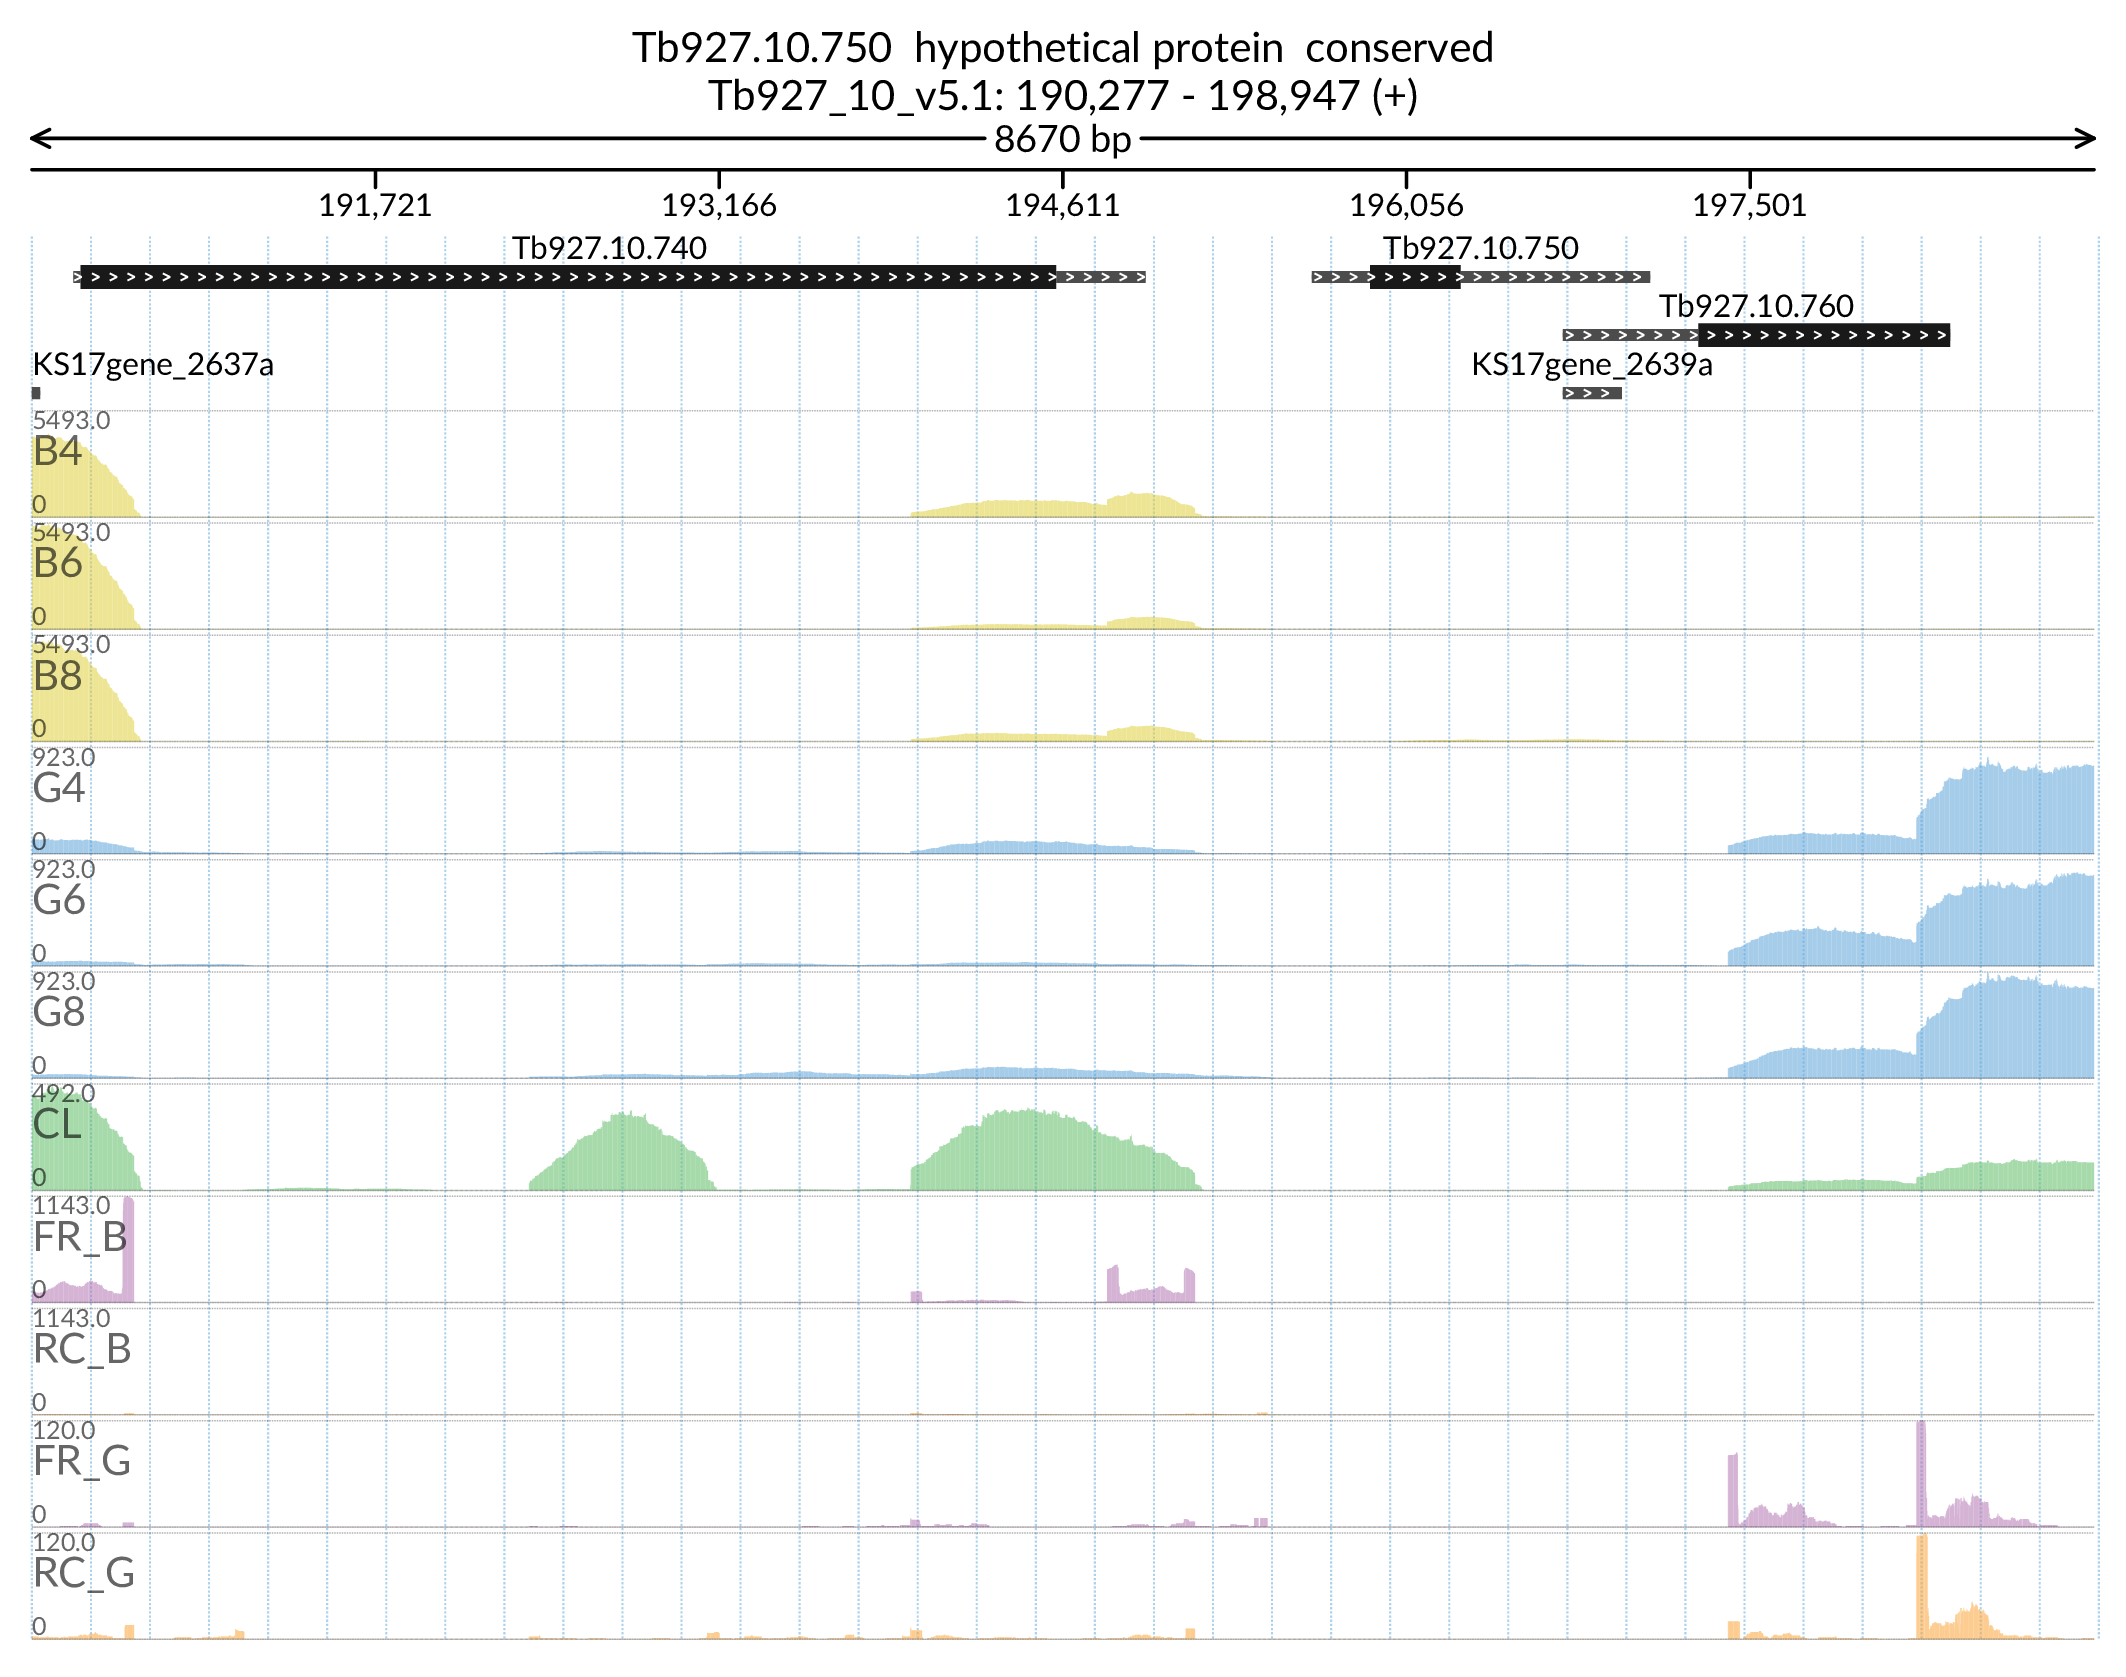 Tb927.10.750  hypothetical protein  conserved
Tb927_10_v5.1: 190,277 - 198,947 (+)
8670 bp
191,721 193,166 194,611 196,056 197,501
Tb927.10.740 Tb927.10.750
Tb927.10.760
KS17gene_2637a KS17gene_2639a
5493.0
B4
0
5493.0
B6
0
5493.0
B8
0
923.0
G4
0
923.0
G6
0
923.0
G8
0
492.0
CL
0
1143.0
FR_B
0
1143.0
RC_B
0
120.0
FR_G
0
120.0
RC_G
0